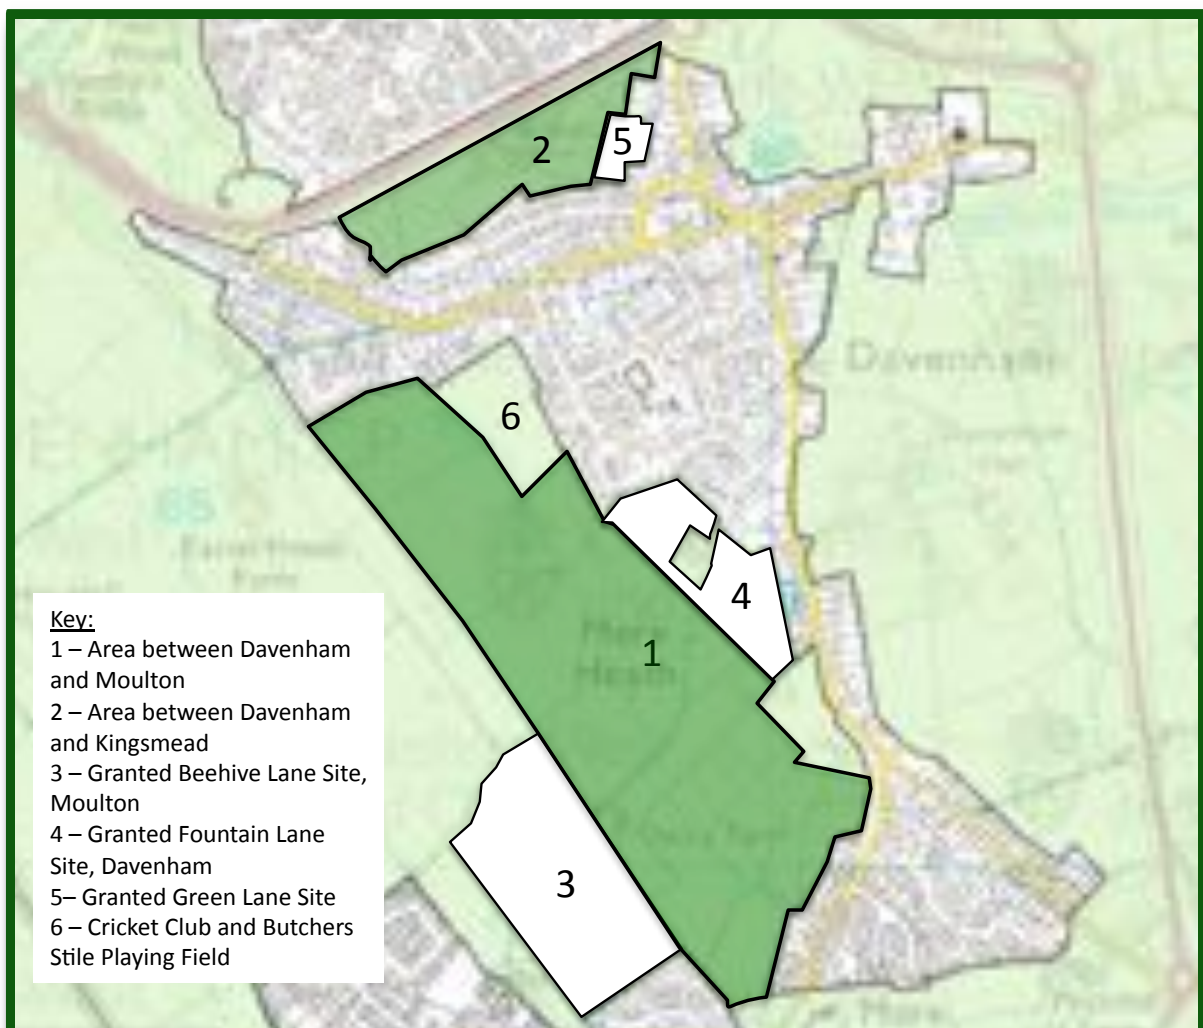 2
5
Davenham
6
4
1
3
Key:
1 – Area between Davenham
and Moulton
2 – Area between Davenham
and Kingsmead
3 – Granted Beehive Lane Site,
Moulton
4 – Granted Fountain Lane
Site, Davenham
5– Granted Green Lane Site
6 – Cricket Club and Butchers
Stile Playing Field